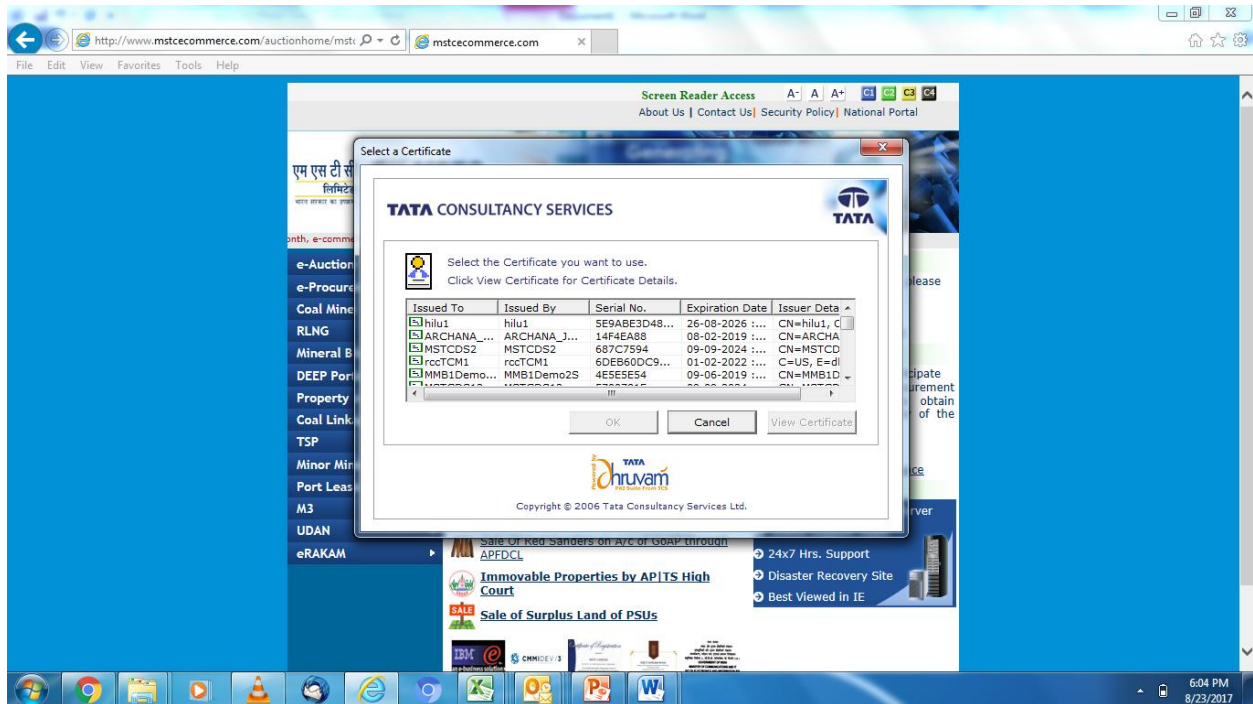 http://www.mstcecommerce.com/auctionhome/mstc
mstcecommerce.com
File Edit View Favorites Tools Help
Screen Reader Access A- A A+ C1 C2 C3 C4
About Us | Contact Us| Security Policy| National Portal
एम एस टी सी
लिमिटेड
Select a Certificate
TATA CONSULTANCY SERVICES
TATA
Select the Certificate you want to use.
Click View Certificate for Certificate Details.
Issued To Issued By Serial No. Expiration Date Issuer Deta
hilu1 hilu1 5E9ABE3D48... 26-08-2026 :... CN=hilu1, C
ARCHANA_... ARCHANA_J... 14F4EA88 08-02-2019 :... CN=ARCHA
MSTCDS2 MSTCDS2 687C7594 09-09-2024 :... CN=MSTCD
rccTCM1 rccTCM1 6DEB60DC9... 01-02-2022 :... C=US, E=dl
MMB1Demo... MMB1Demo2S 4E5E5E54 09-06-2019 :... CN=MMB1D
OK Cancel View Certificate
Powered by
TATA
Dhruvam
PKI Suite From TCS
Copyright © 2006 Tata Consultancy Services Ltd.
onth, e-comme
e-Auction
e-Procure
Coal Mine
RLNG
Mineral B
DEEP Port
Property
Coal Link
TSP
Minor Min
Port Leas
M3
UDAN
eRAKAM
lease
cipate
urement
obtain
of the
ce
rver
Sale Of Red Sanders on A/c of GoAP through
APFDCL
Immovable Properties by AP|TS High
Court
SALE
Sale of Surplus Land of PSUs
24x7 Hrs. Support
Disaster Recovery Site
Best Viewed in IE
IBM
CMMIDEV/3
6:04 PM
8/23/2017